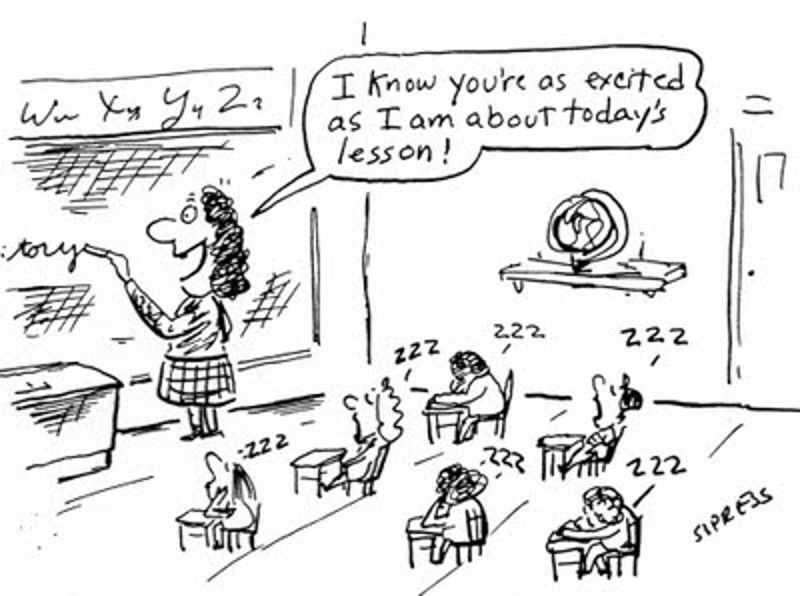 Ww Xx Yy Zz
I know you're as excited
as I am about today's
lesson!
tory
zzz
zzz
zzz
zzz
zzz
zzz
SIPRESS